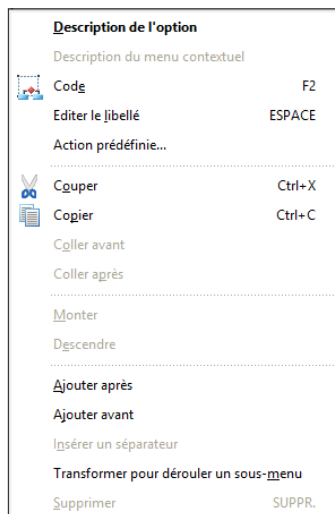 Description de l'option
Description du menu contextuel
Code F2
Editer le libellé ESPACE
Action prédéfinie...
Couper Ctrl+X
Copier Ctrl+C
Coller avant
Coller après
Monter
Descendre
Ajouter après
Ajouter avant
Insérer un séparateur
Transformer pour dérouler un sous-menu
Supprimer SUPPR.